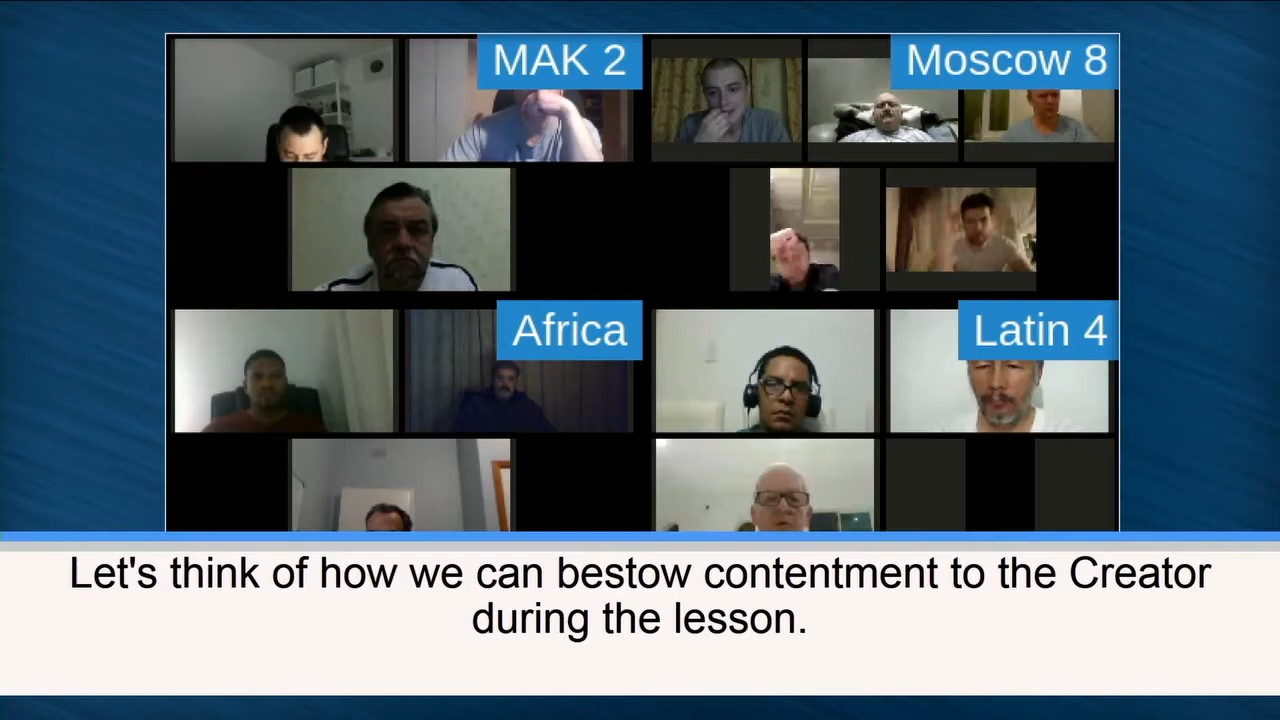 MAK 2
Moscow 8
Africa
Latin 4
Let's think of how we can bestow contentment to the Creator
during the lesson.